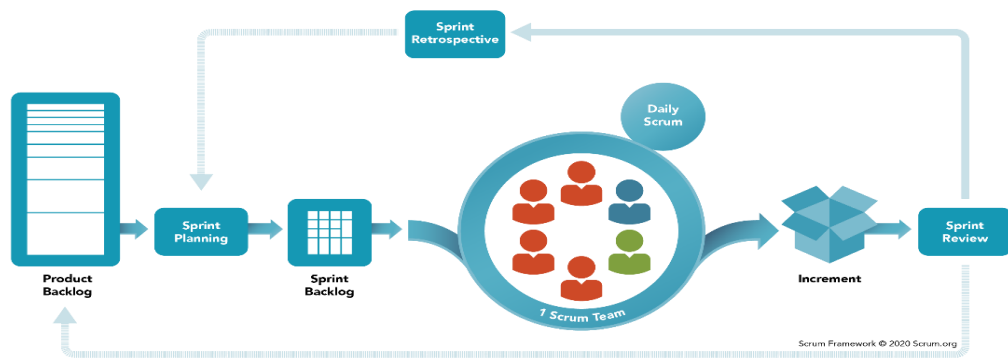 Sprint
Retrospective
Daily
Scrum
Sprint
Planning
Sprint
Review
Product
Backlog
Sprint
Backlog
Increment
1 Scrum Team
Scrum Framework © 2020 Scrum.org